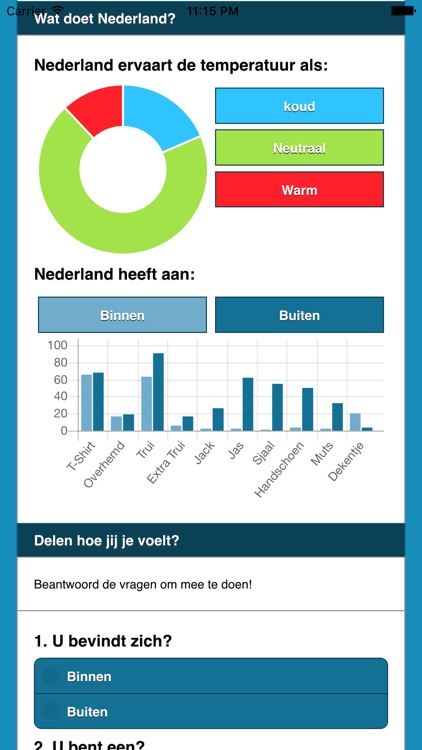 Carrier 11:15 PM
Wat doet Nederland?
Nederland ervaart de temperatuur als:
koud
Neutraal
Warm
Nederland heeft aan:
Binnen Buiten
100
80
60
40
20
0
T-Shirt Overhemd Trui Extra Trui Jack Jas Sjaal Handschoen Muts Dekentje
Delen hoe jij je voelt?
Beantwoord de vragen om mee te doen!
1. U bevindt zich?
Binnen
Buiten
2. U bent een?